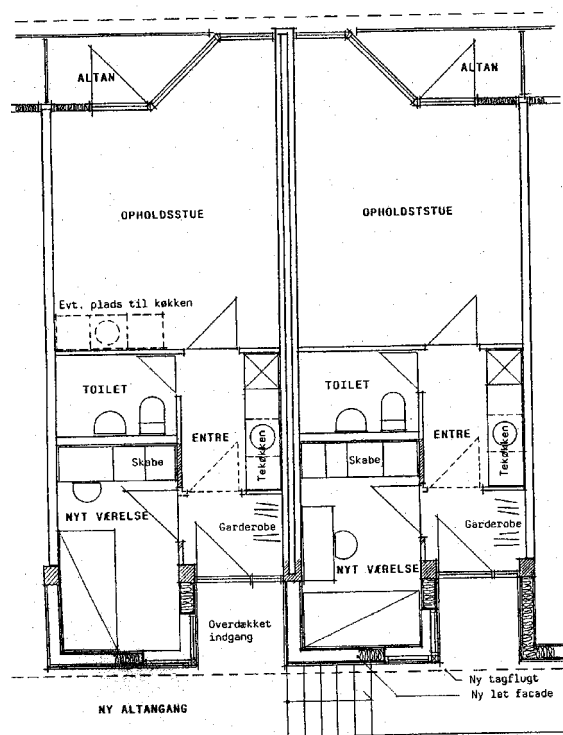 ALTAN
ALTAN
OPHOLDSSTUE
OPHOLDSTSTUE
Evt. plads til køkken
TOILET
TOILET
ENTRE
Tekøkken
ENTRE
Tekøkken
Skabe
Skabe
NYT VÆRELSE
Garderobe
Garderobe
NYT VÆRELSE
Overdækket
indgang
Ny tagflugt
Ny let facade
NY ALTANGANG